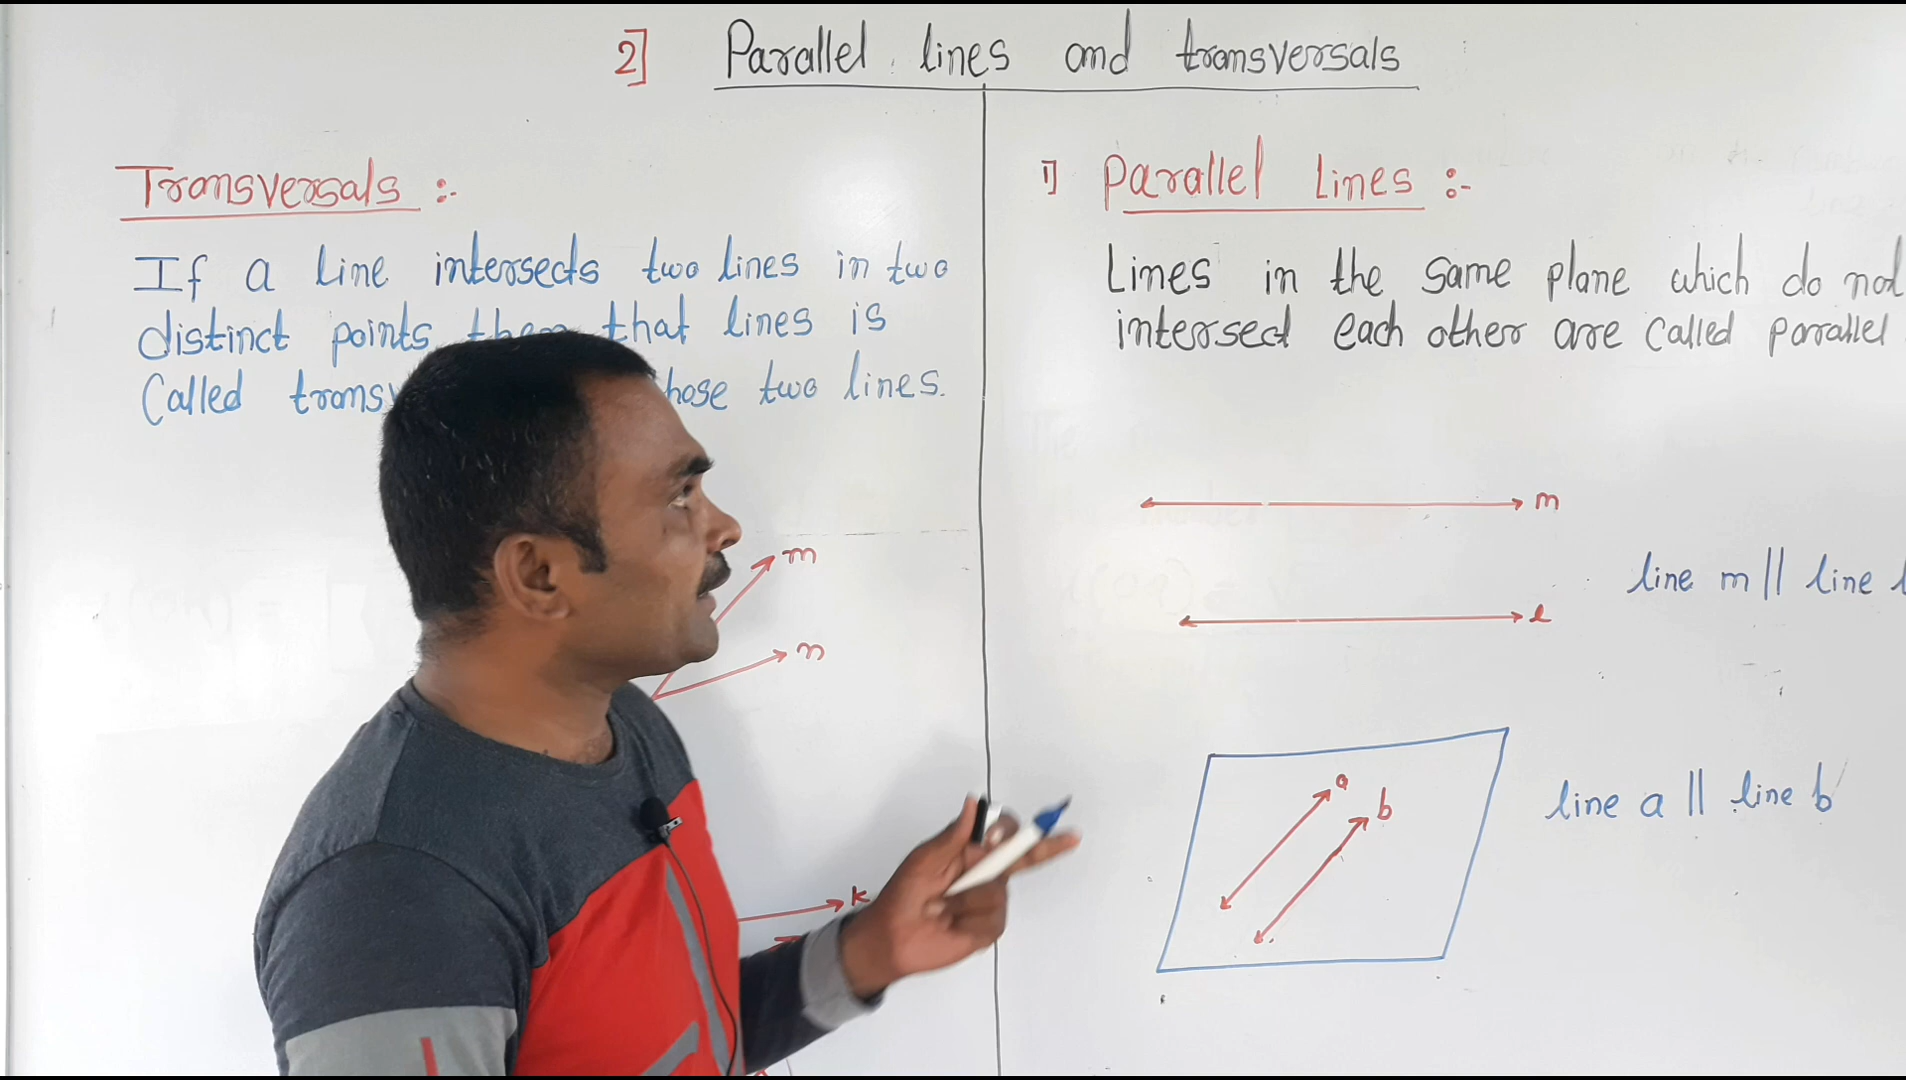 2] Parallel lines and transversals
Transversals :-
If a line intersects two lines in two
distinct points then that lines is
Called two lines.
m
n
k
1] Parallel Lines :-
Lines in the same plane which do not
intersect each other are called parallel
m
line m || line l
l
a
b
line a || line b